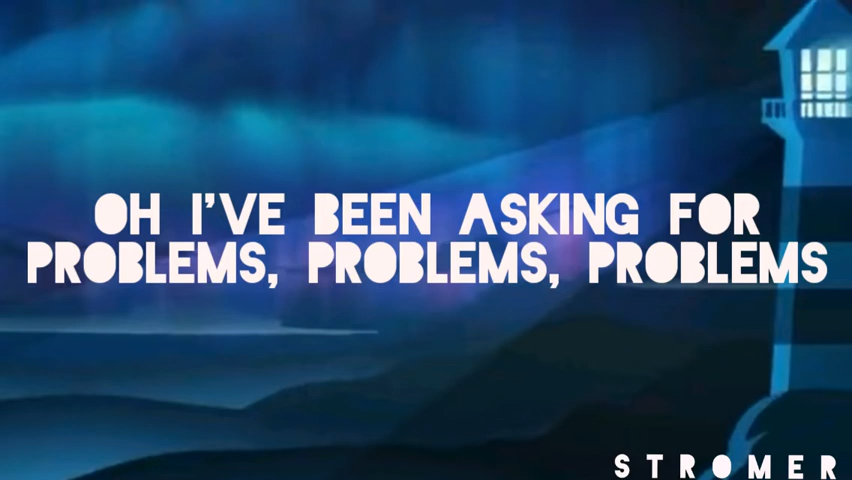 OH I'VE BEEN ASKING FOR
PROBLEMS, PROBLEMS, PROBLEMS
STROMER